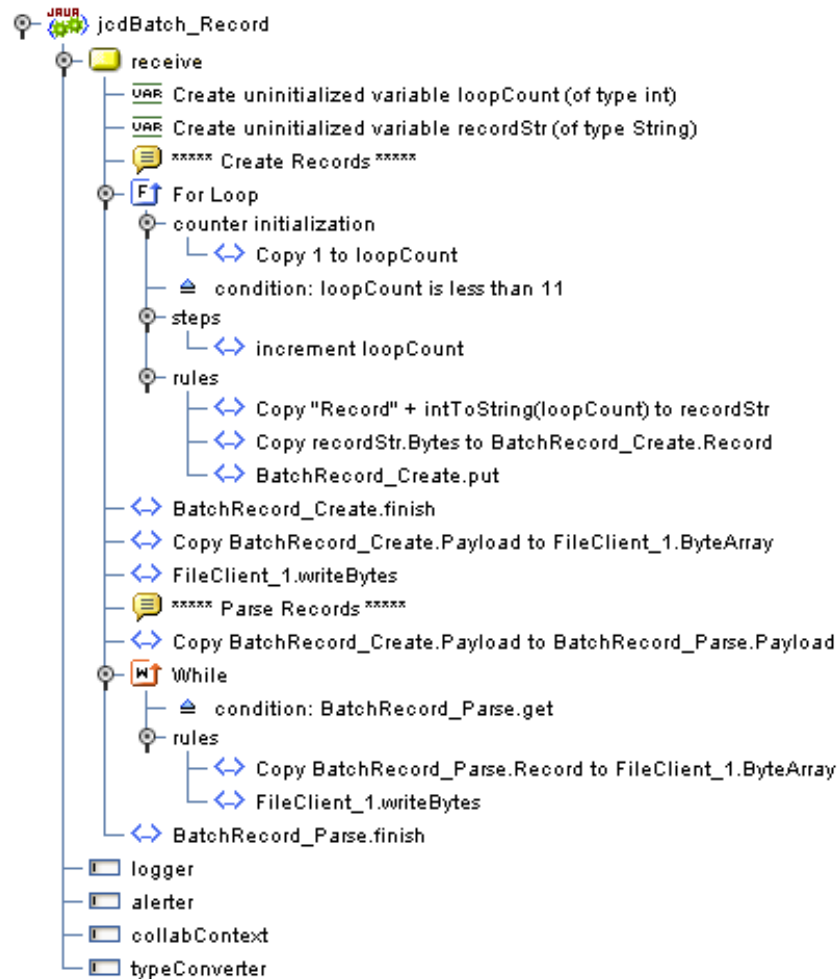 JAVA jcdBatch_Record
receive
VAR Create uninitialized variable loopCount (of type int)
VAR Create uninitialized variable recordStr (of type String)
***** Create Records *****
F For Loop
counter initialization
Copy 1 to loopCount
condition: loopCount is less than 11
steps
increment loopCount
rules
Copy "Record" + intToString(loopCount) to recordStr
Copy recordStr.Bytes to BatchRecord_Create.Record
BatchRecord_Create.put
BatchRecord_Create.finish
Copy BatchRecord_Create.Payload to FileClient_1.ByteArray
FileClient_1.writeBytes
***** Parse Records *****
Copy BatchRecord_Create.Payload to BatchRecord_Parse.Payload
W While
condition: BatchRecord_Parse.get
rules
Copy BatchRecord_Parse.Record to FileClient_1.ByteArray
FileClient_1.writeBytes
BatchRecord_Parse.finish
logger
alerter
collabContext
typeConverter